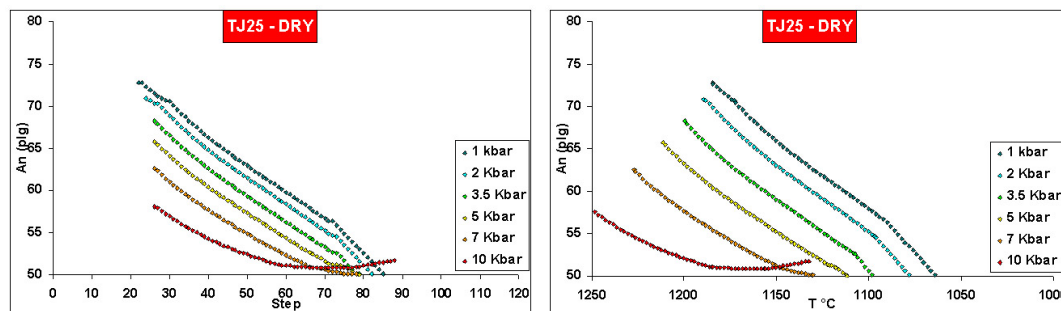 TJ25 - DRY
80
75
70
65
60
55
50
An (plg)
0 10 20 30 40 50 60 70 80 90 100 110 120
Step
1 kbar
2 Kbar
3.5 Kbar
5 Kbar
7 Kbar
10 Kbar
TJ25 - DRY
80
75
70
65
60
55
50
An (plg)
1250 1200 1150 1100 1050 1000
T °C
1 kbar
2 Kbar
3.5 Kbar
5 Kbar
7 Kbar
10 Kbar